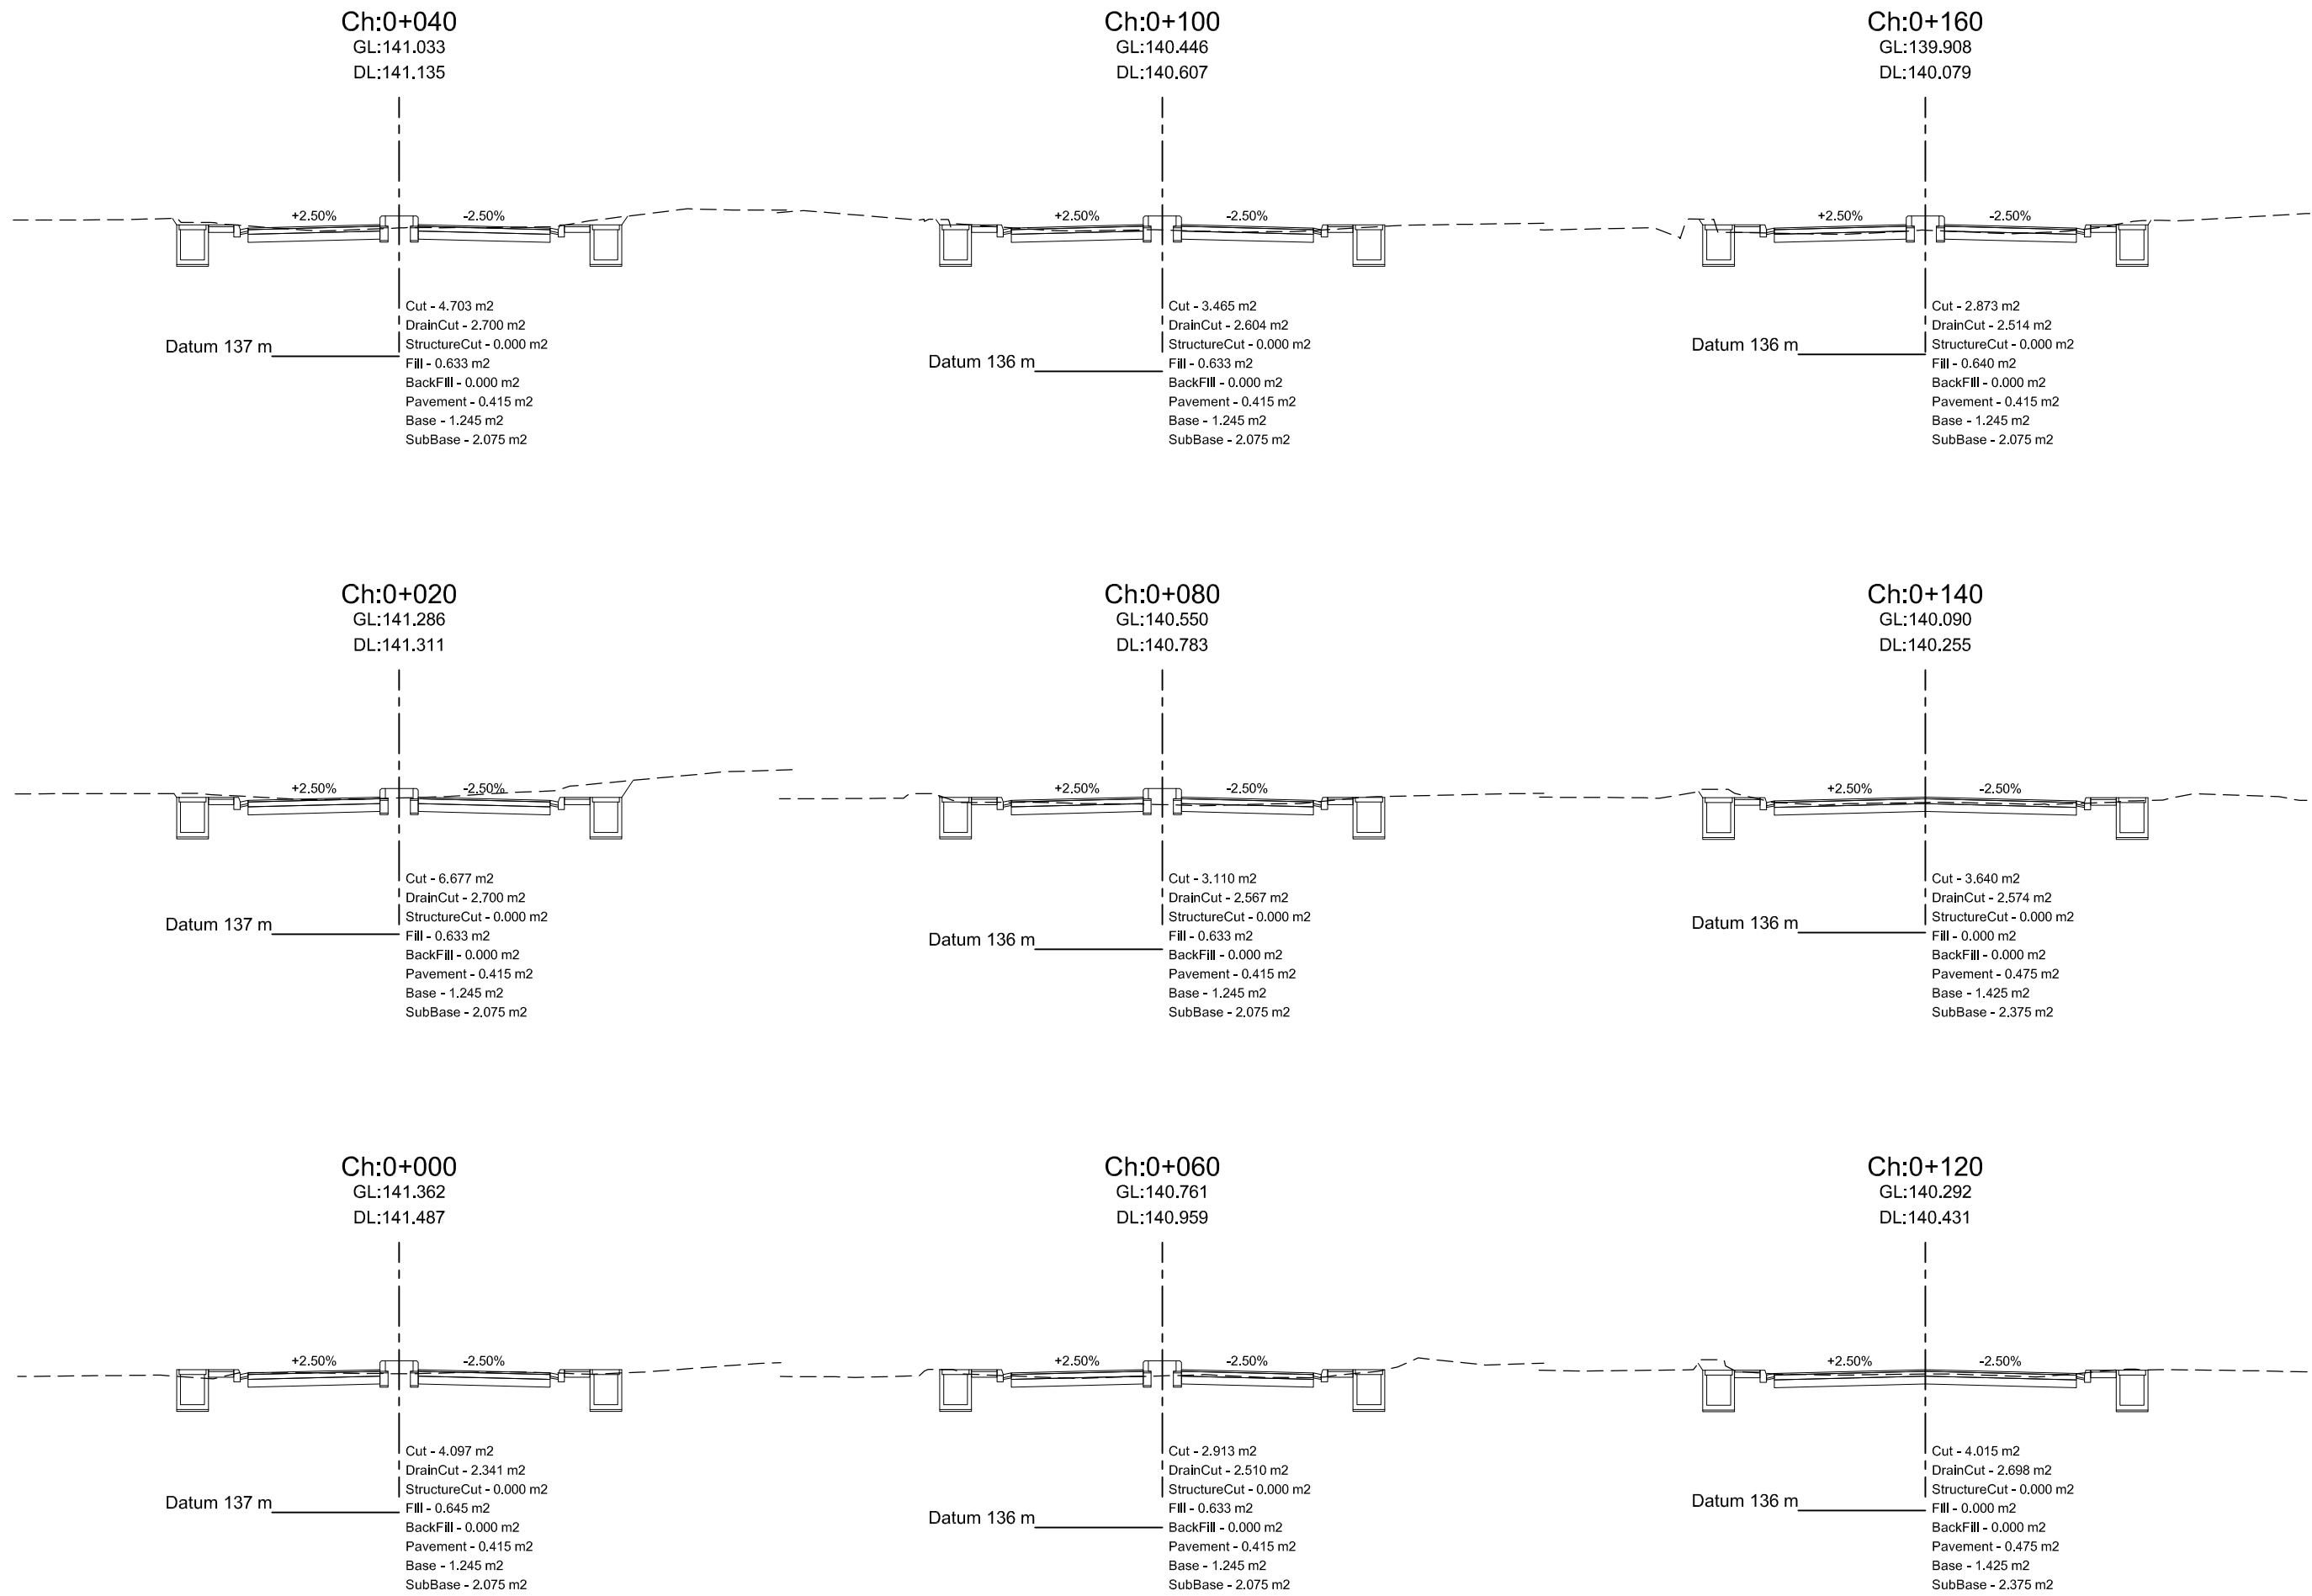 Ch:0+040
GL:141.033
DL:141.135
+2.50%
-2.50%
Cut - 4.703 m2
DrainCut - 2.700 m2
StructureCut - 0.000 m2
Datum 137 m
Fill - 0.633 m2
BackFill - 0.000 m2
Pavement - 0.415 m2
Base - 1.245 m2
SubBase - 2.075 m2
Ch:0+100
GL:140.446
DL:140.607
+2.50%
-2.50%
Cut - 3.465 m2
DrainCut - 2.604 m2
StructureCut - 0.000 m2
Datum 136 m
Fill - 0.633 m2
BackFill - 0.000 m2
Pavement - 0.415 m2
Base - 1.245 m2
SubBase - 2.075 m2
Ch:0+160
GL:139.908
DL:140.079
+2.50%
-2.50%
Cut - 2.873 m2
DrainCut - 2.514 m2
StructureCut - 0.000 m2
Datum 136 m
Fill - 0.640 m2
BackFill - 0.000 m2
Pavement - 0.415 m2
Base - 1.245 m2
SubBase - 2.075 m2
Ch:0+020
GL:141.286
DL:141.311
+2.50%
-2.50%
Cut - 6.677 m2
DrainCut - 2.700 m2
StructureCut - 0.000 m2
Datum 137 m
Fill - 0.633 m2
BackFill - 0.000 m2
Pavement - 0.415 m2
Base - 1.245 m2
SubBase - 2.075 m2
Ch:0+080
GL:140.550
DL:140.783
+2.50%
-2.50%
Cut - 3.110 m2
DrainCut - 2.567 m2
StructureCut - 0.000 m2
Datum 136 m
Fill - 0.633 m2
BackFill - 0.000 m2
Pavement - 0.415 m2
Base - 1.245 m2
SubBase - 2.075 m2
Ch:0+140
GL:140.090
DL:140.255
+2.50%
-2.50%
Cut - 3.640 m2
DrainCut - 2.574 m2
StructureCut - 0.000 m2
Datum 136 m
Fill - 0.000 m2
BackFill - 0.000 m2
Pavement - 0.475 m2
Base - 1.425 m2
SubBase - 2.375 m2
Ch:0+000
GL:141.362
DL:141.487
+2.50%
-2.50%
Cut - 4.097 m2
DrainCut - 2.341 m2
StructureCut - 0.000 m2
Datum 137 m
Fill - 0.645 m2
BackFill - 0.000 m2
Pavement - 0.415 m2
Base - 1.245 m2
SubBase - 2.075 m2
Ch:0+060
GL:140.761
DL:140.959
+2.50%
-2.50%
Cut - 2.913 m2
DrainCut - 2.510 m2
StructureCut - 0.000 m2
Datum 136 m
Fill - 0.633 m2
BackFill - 0.000 m2
Pavement - 0.415 m2
Base - 1.245 m2
SubBase - 2.075 m2
Ch:0+120
GL:140.292
DL:140.431
+2.50%
-2.50%
Cut - 4.015 m2
DrainCut - 2.698 m2
StructureCut - 0.000 m2
Datum 136 m
Fill - 0.000 m2
BackFill - 0.000 m2
Pavement - 0.475 m2
Base - 1.425 m2
SubBase - 2.375 m2